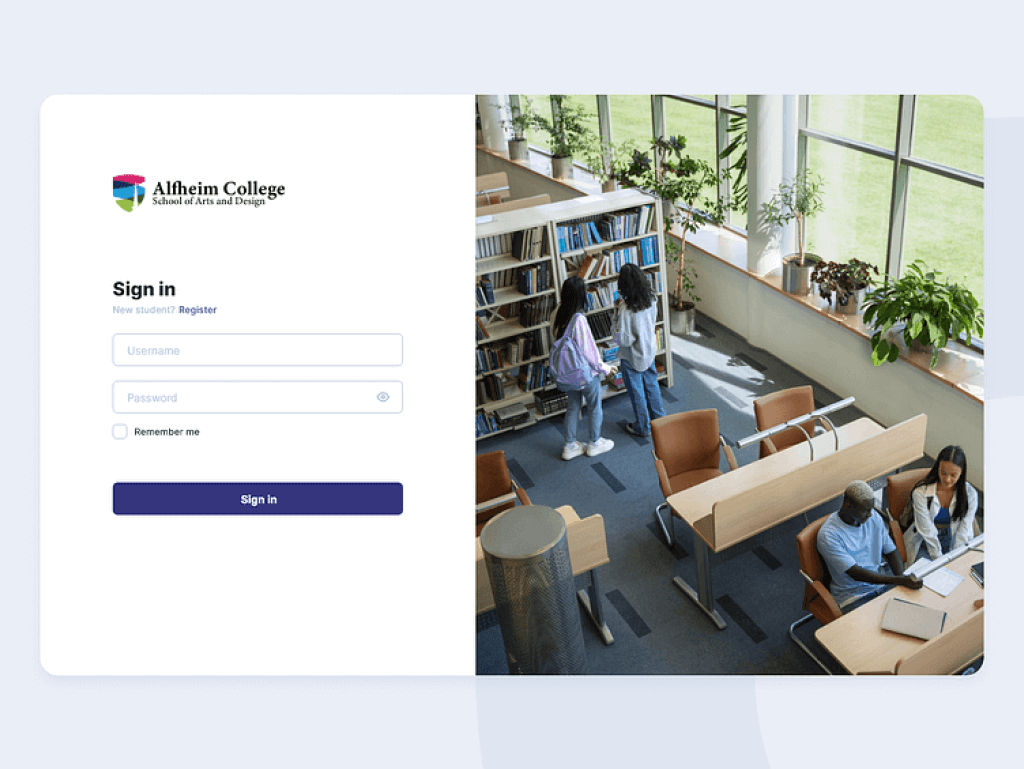 Alfheim College
School of Arts and Design
Sign in
New student? Register
Username
Password
Remember me
Sign in